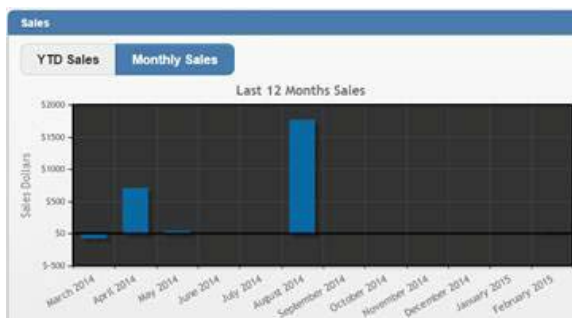 Sales
YTD Sales
Monthly Sales
Last 12 Months Sales
Sales Dollars
$2000
$1500
$1000
$500
$0
$-500
March 2014
April 2014
May 2014
June 2014
July 2014
August 2014
September 2014
October 2014
November 2014
December 2014
January 2015
February 2015